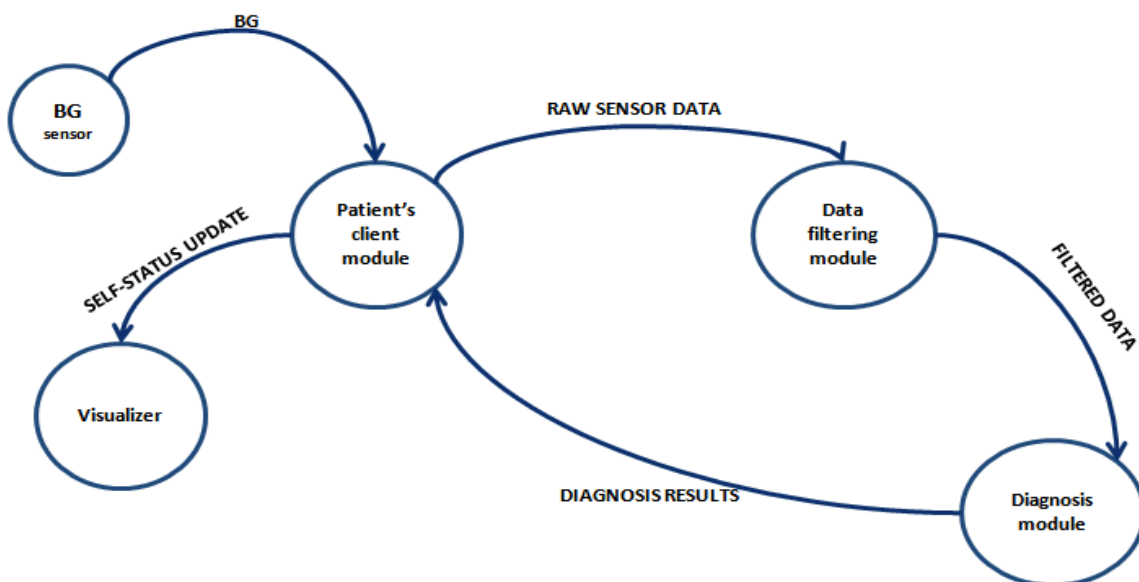 BG
BG
sensor
RAW SENSOR DATA
Patient's
client
module
Data
filtering
module
SELF-STATUS UPDATE
FILTERED DATA
Visualizer
DIAGNOSIS RESULTS
Diagnosis
module